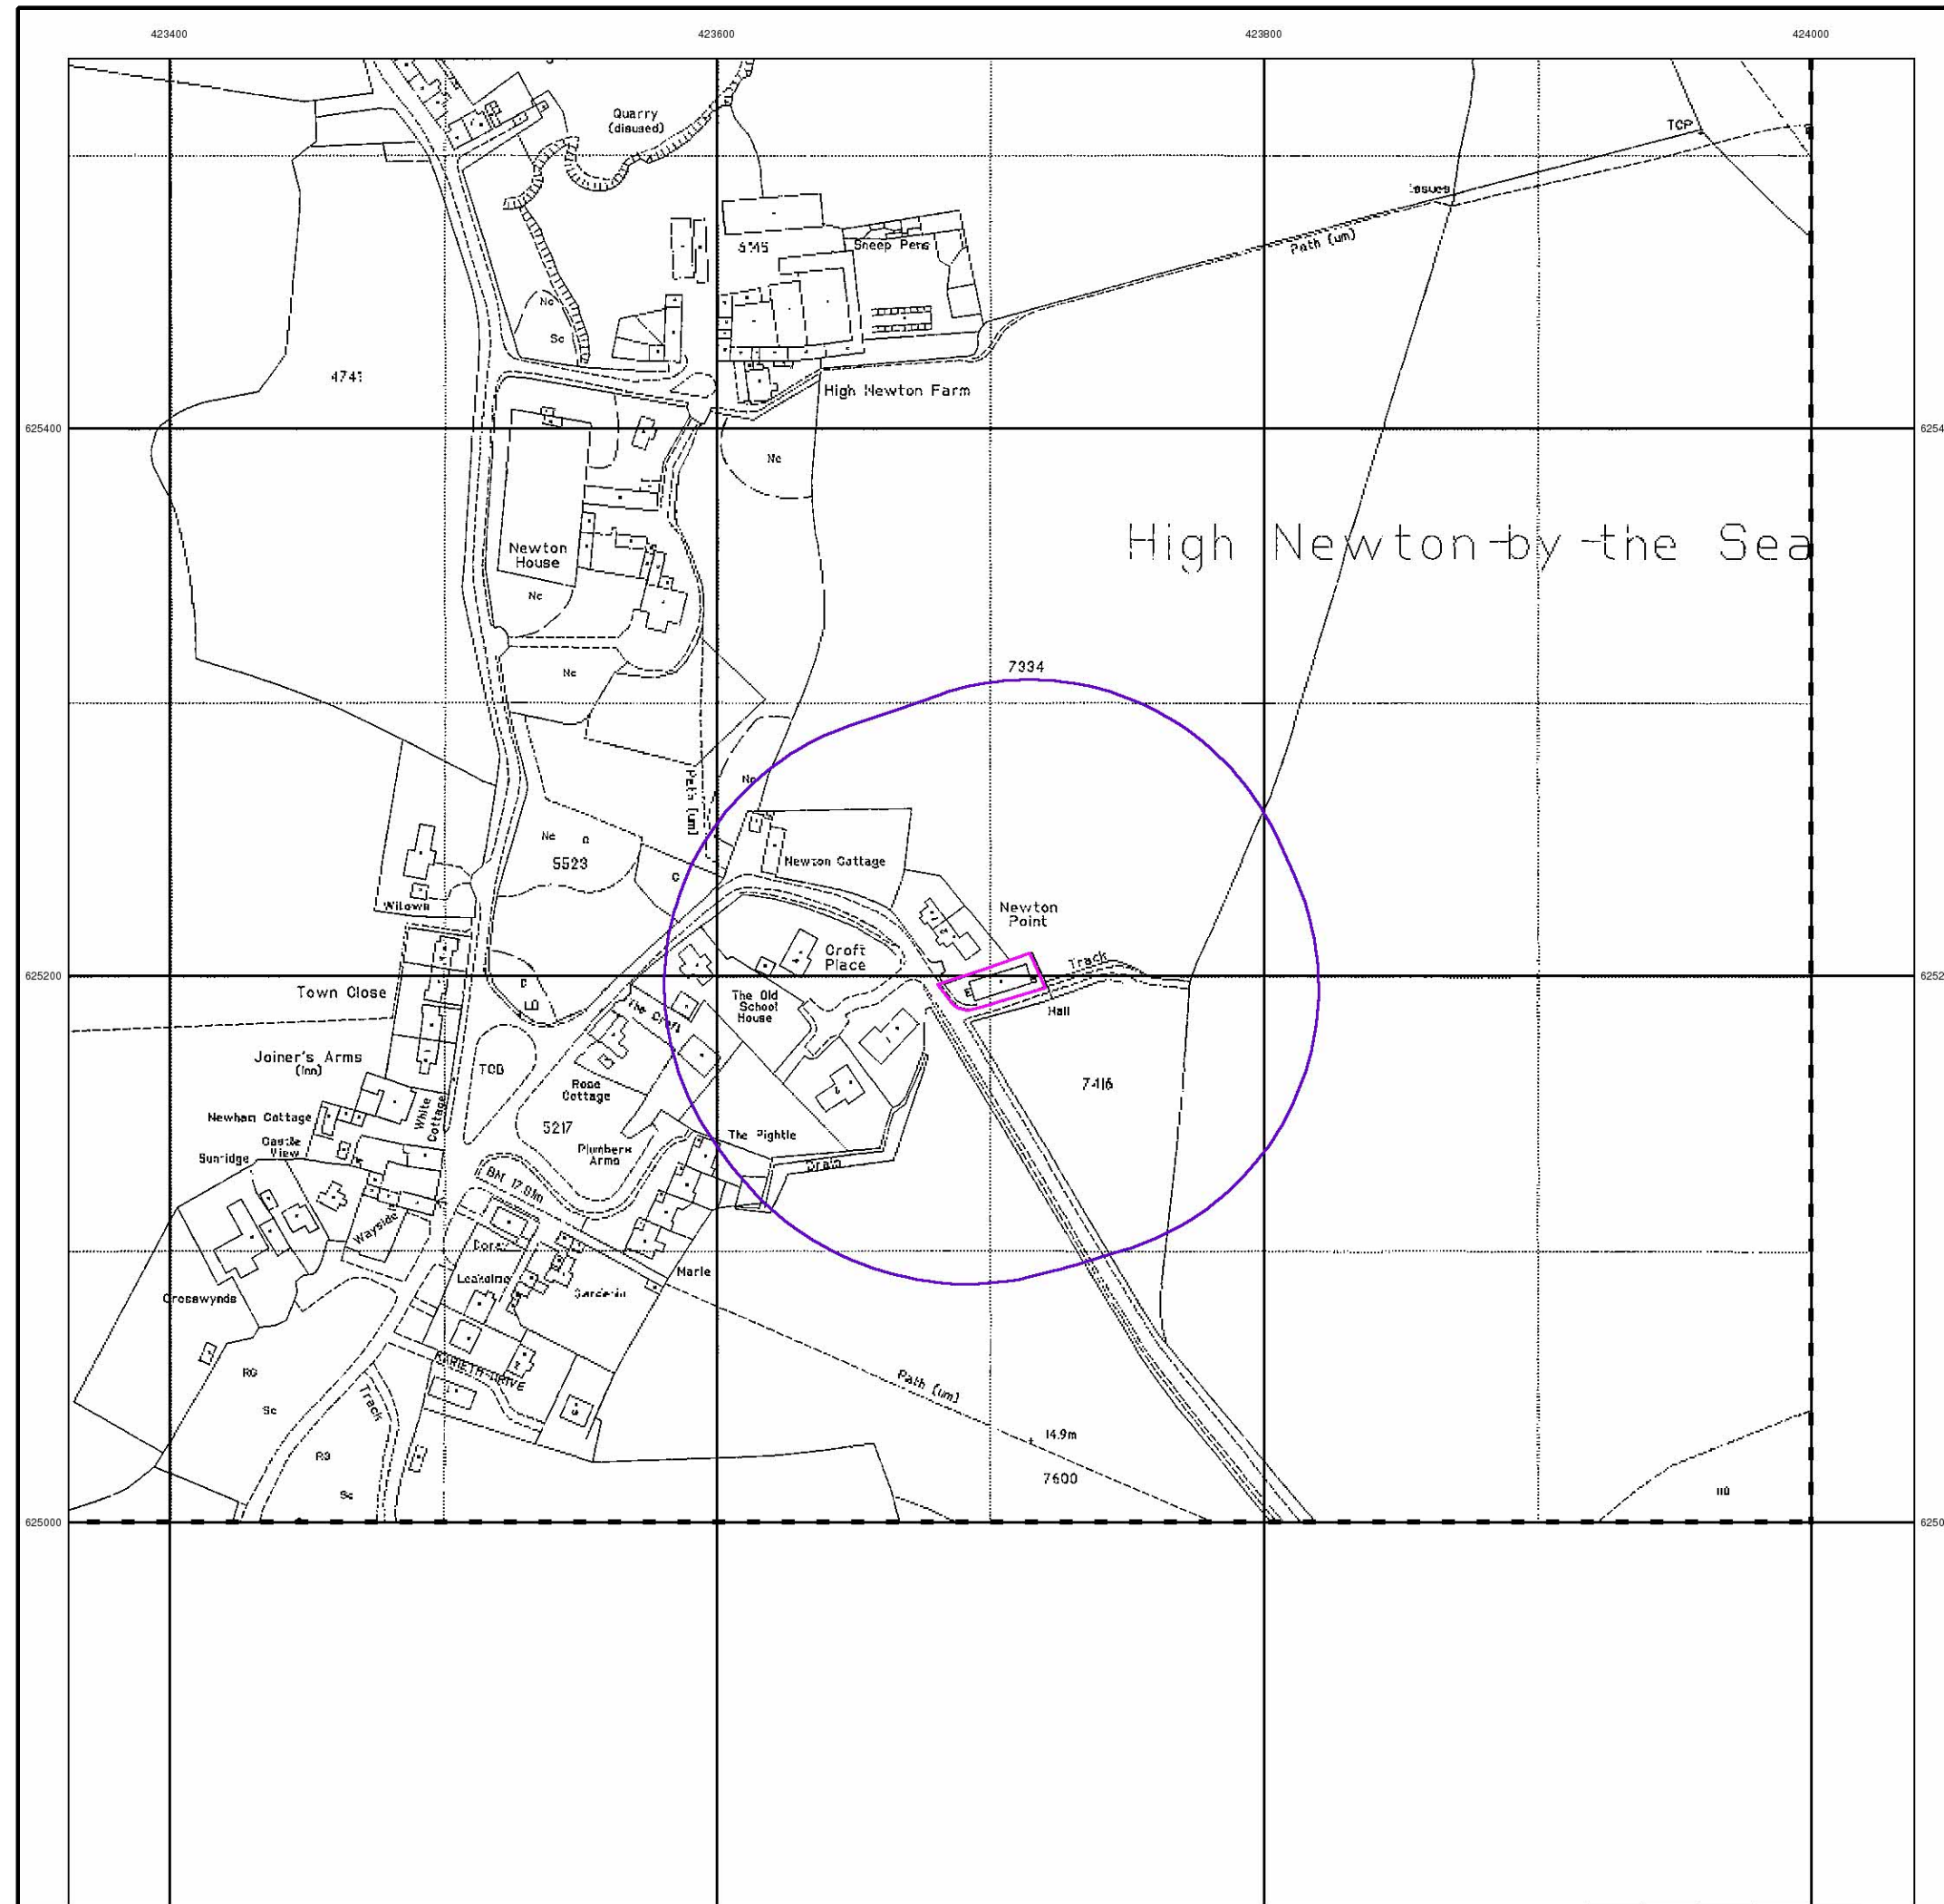 423400
423600
423800
424000
Quarry
(disused)
TCP
Issues
Path (um)
Sheep Pens
Nc
Sc
4741
High Newton Farm
625400
Nc
High Newton-by-the Sea
Newton
House
Nc
Nc
7334
Path (um)
Nc
Nc
5523
Newton Cottage
C
Newton
Point
Croft
Place
Track
625200
Town Close
The Old
School
House
The Croft
Hall
Joiner's Arms
(Inn)
TCB
Rose
Cottage
7416
White
Cottage
Newham Cottage
Castle
View
Sunridge
5217
Plumbers
Arms
The Pightle
Drain
BM 17.81m
Wayside
Marle
Crosswynds
Path (um)
Track
RG
Sc
RG
Sc
14.9m
7600
625000